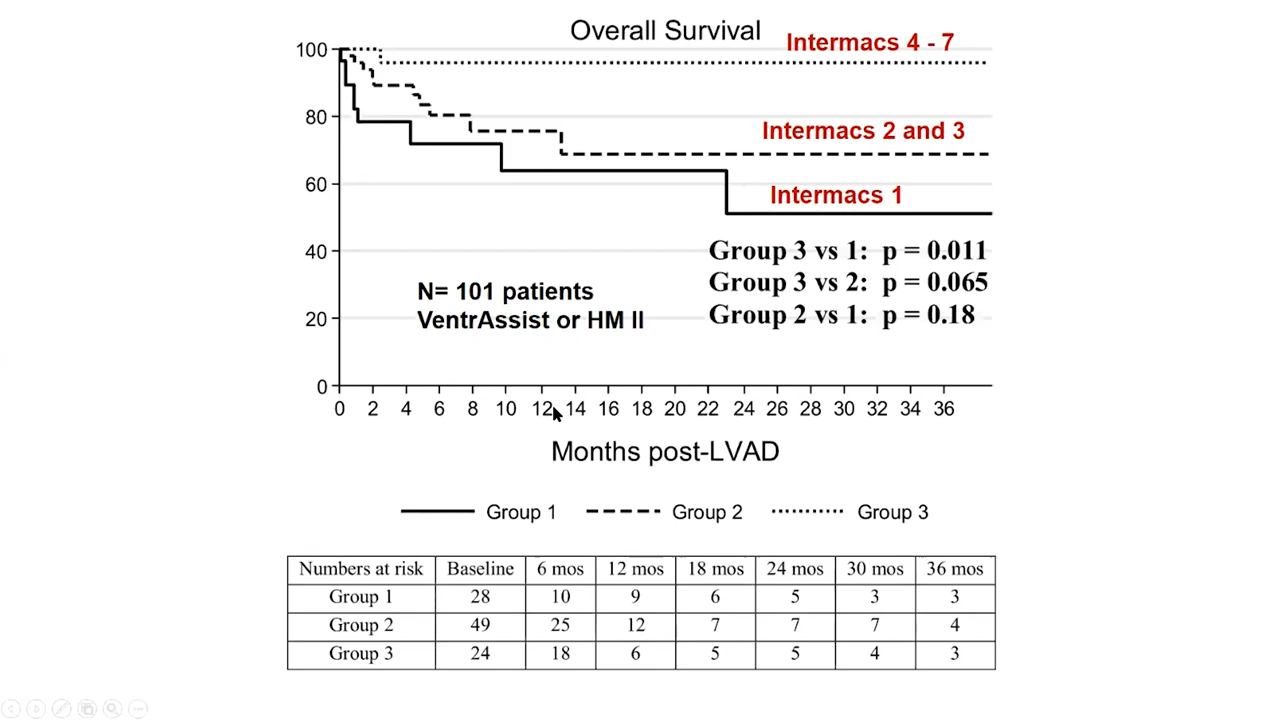 Overall Survival
Intermacs 4 - 7
100
80
Intermacs 2 and 3
60
Intermacs 1
40
Group 3 vs 1: p = 0.011
Group 3 vs 2: p = 0.065
N= 101 patients
Group 2 vs 1: p = 0.18
20
VentrAssist or HM II
0
0 2 4 6 8 10 12 14 16 18 20 22 24 26 28 30 32 34 36
Months post-LVAD
Group 1 Group 2 Group 3
Numbers at risk Baseline 6 mos 12 mos 18 mos 24 mos 30 mos 36 mos
Group 1 28 10 9 6 5 3 3
Group 2 49 25 12 7 7 7 4
Group 3 24 18 6 5 5 4 3